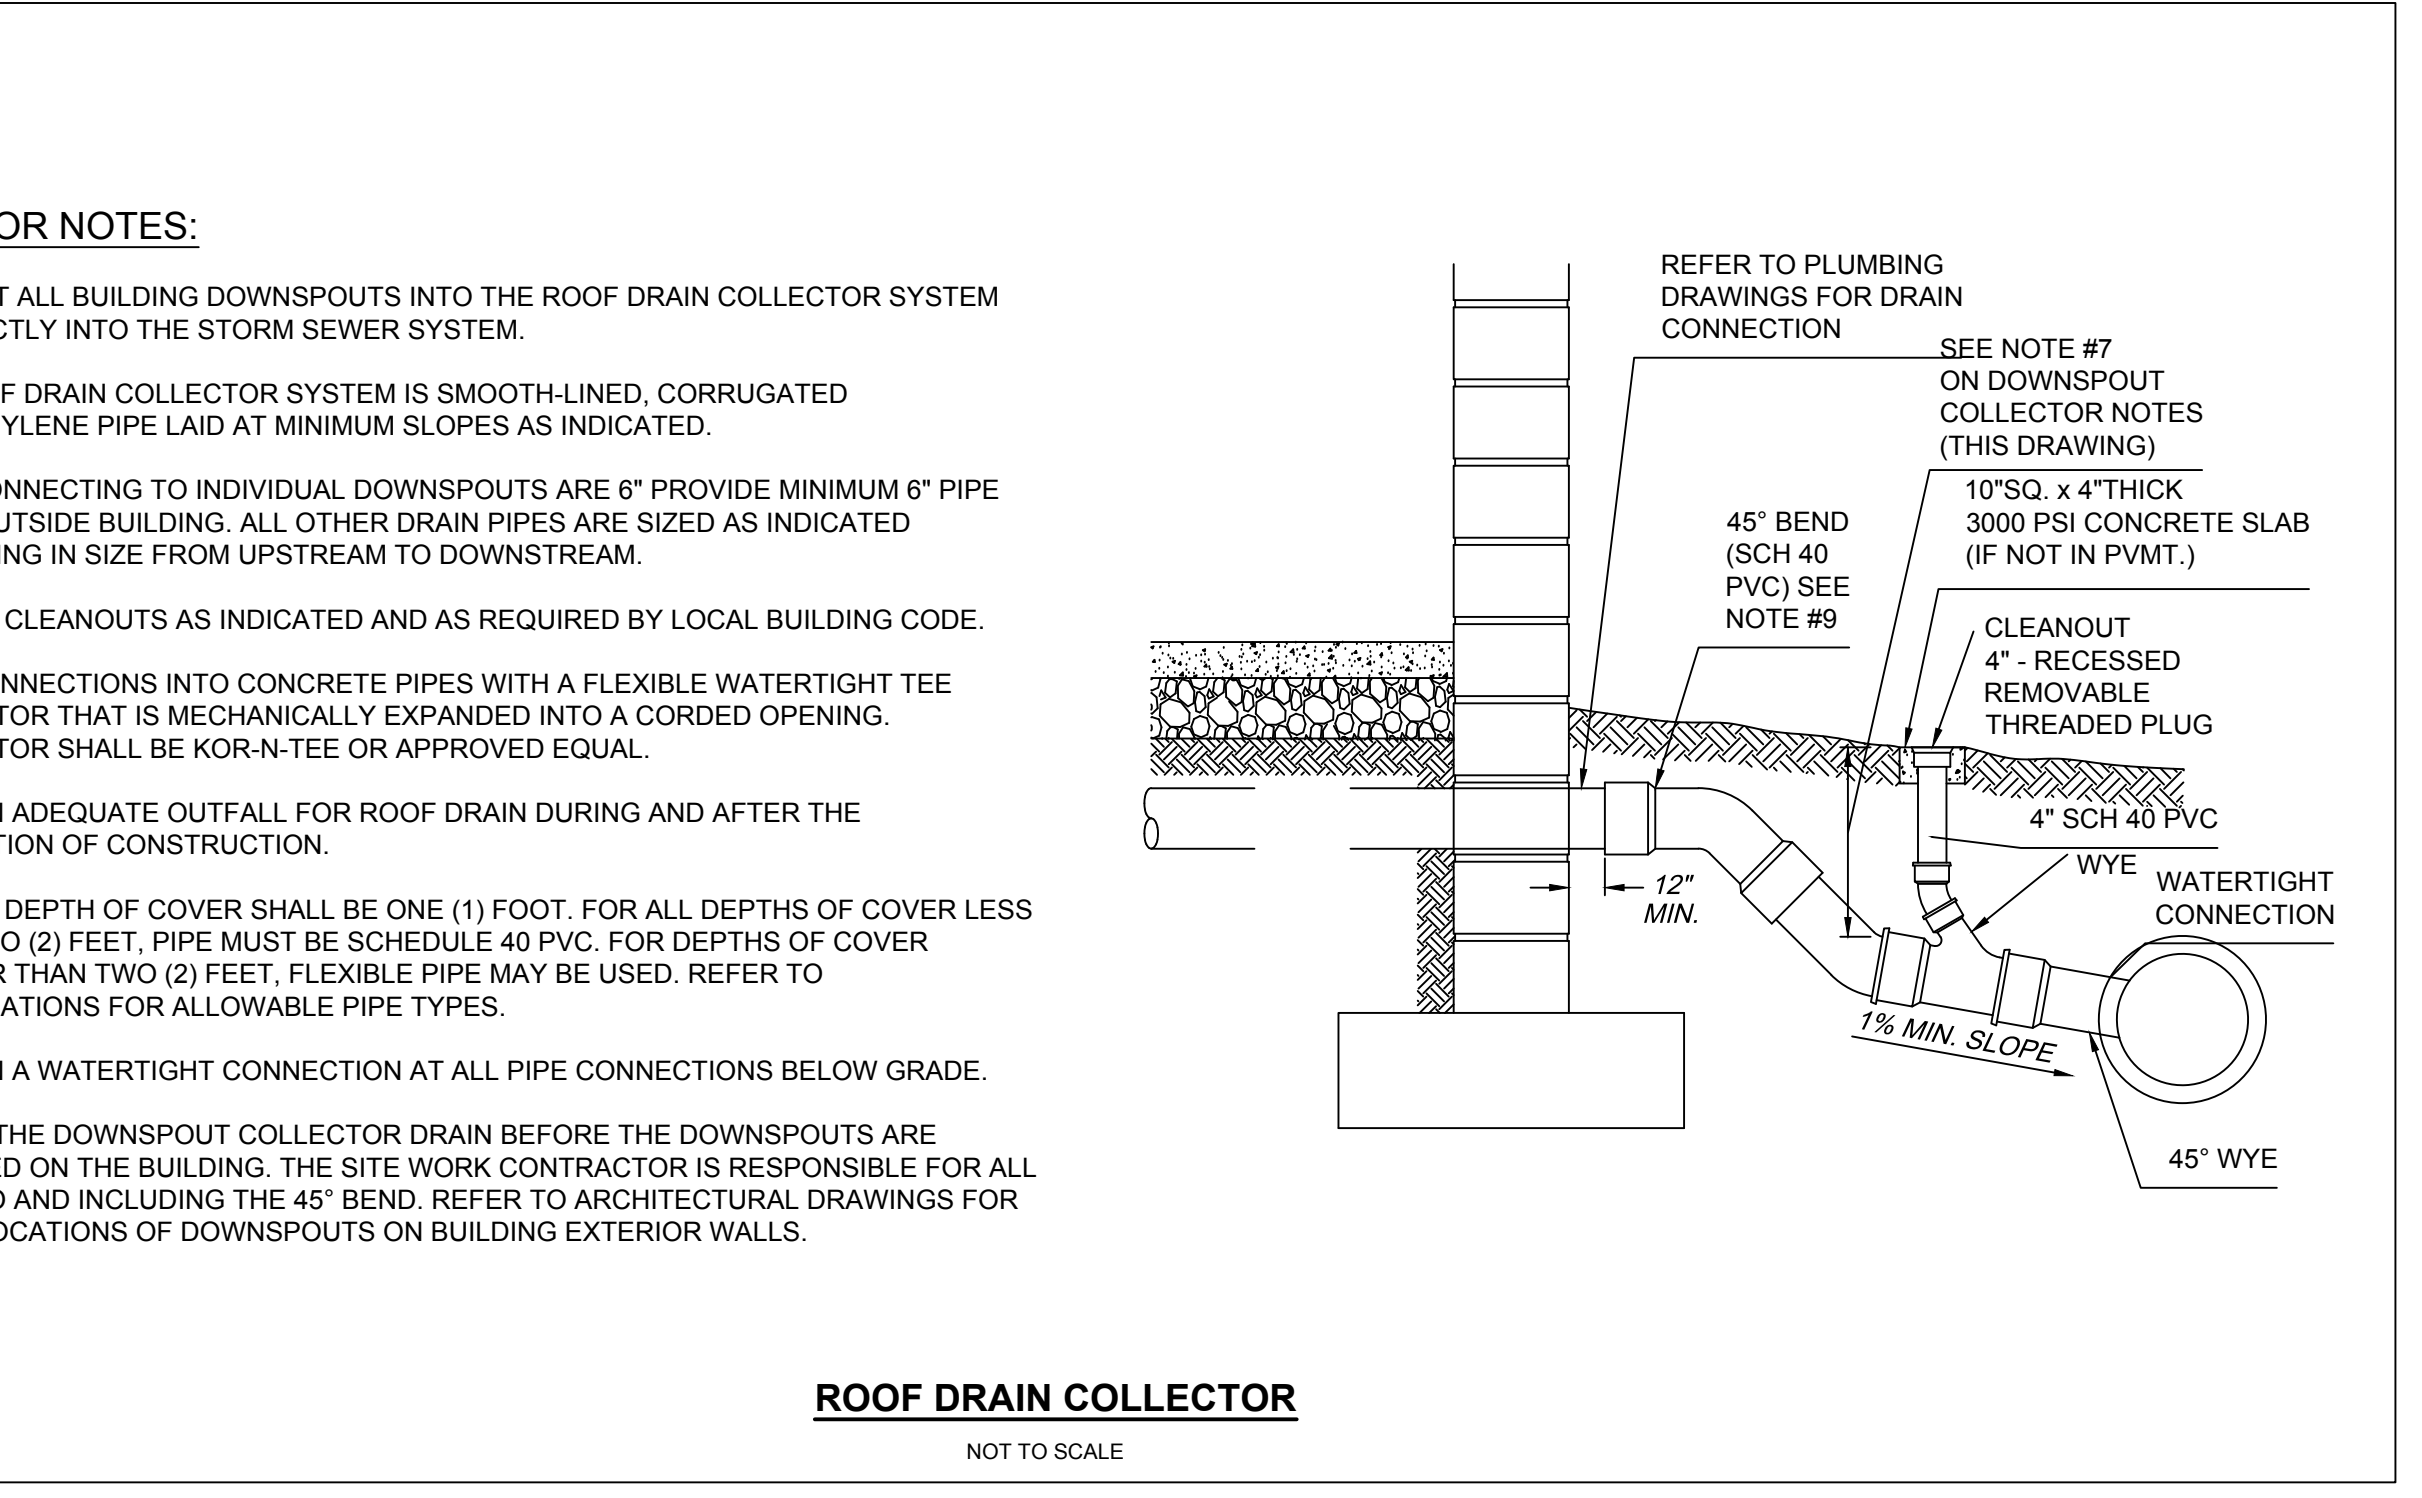 OR NOTES:
T ALL BUILDING DOWNSPOUTS INTO THE ROOF DRAIN COLLECTOR SYSTEM
CTLY INTO THE STORM SEWER SYSTEM.
F DRAIN COLLECTOR SYSTEM IS SMOOTH-LINED, CORRUGATED
YLENE PIPE LAID AT MINIMUM SLOPES AS INDICATED.
ONNECTING TO INDIVIDUAL DOWNSPOUTS ARE 6" PROVIDE MINIMUM 6" PIPE
UTSIDE BUILDING. ALL OTHER DRAIN PIPES ARE SIZED AS INDICATED
ING IN SIZE FROM UPSTREAM TO DOWNSTREAM.
CLEANOUTS AS INDICATED AND AS REQUIRED BY LOCAL BUILDING CODE.
NNECTIONS INTO CONCRETE PIPES WITH A FLEXIBLE WATERTIGHT TEE
TOR THAT IS MECHANICALLY EXPANDED INTO A CORDED OPENING.
TOR SHALL BE KOR-N-TEE OR APPROVED EQUAL.
ADEQUATE OUTFALL FOR ROOF DRAIN DURING AND AFTER THE
TION OF CONSTRUCTION.
DEPTH OF COVER SHALL BE ONE (1) FOOT. FOR ALL DEPTHS OF COVER LESS
O (2) FEET, PIPE MUST BE SCHEDULE 40 PVC. FOR DEPTHS OF COVER
R THAN TWO (2) FEET, FLEXIBLE PIPE MAY BE USED. REFER TO
ATIONS FOR ALLOWABLE PIPE TYPES.
A WATERTIGHT CONNECTION AT ALL PIPE CONNECTIONS BELOW GRADE.
THE DOWNSPOUT COLLECTOR DRAIN BEFORE THE DOWNSPOUTS ARE
ED ON THE BUILDING. THE SITE WORK CONTRACTOR IS RESPONSIBLE FOR ALL
O AND INCLUDING THE 45° BEND. REFER TO ARCHITECTURAL DRAWINGS FOR
OCATIONS OF DOWNSPOUTS ON BUILDING EXTERIOR WALLS.
REFER TO PLUMBING
DRAWINGS FOR DRAIN
CONNECTION
SEE NOTE #7
ON DOWNSPOUT
COLLECTOR NOTES
(THIS DRAWING)
10"SQ. x 4"THICK
3000 PSI CONCRETE SLAB
(IF NOT IN PVMT.)
45° BEND
(SCH 40
PVC) SEE
NOTE #9
CLEANOUT
4" - RECESSED
REMOVABLE
THREADED PLUG
4" SCH 40 PVC
WYE
WATERTIGHT
CONNECTION
12"
MIN.
1% MIN. SLOPE
45° WYE
ROOF DRAIN COLLECTOR
NOT TO SCALE